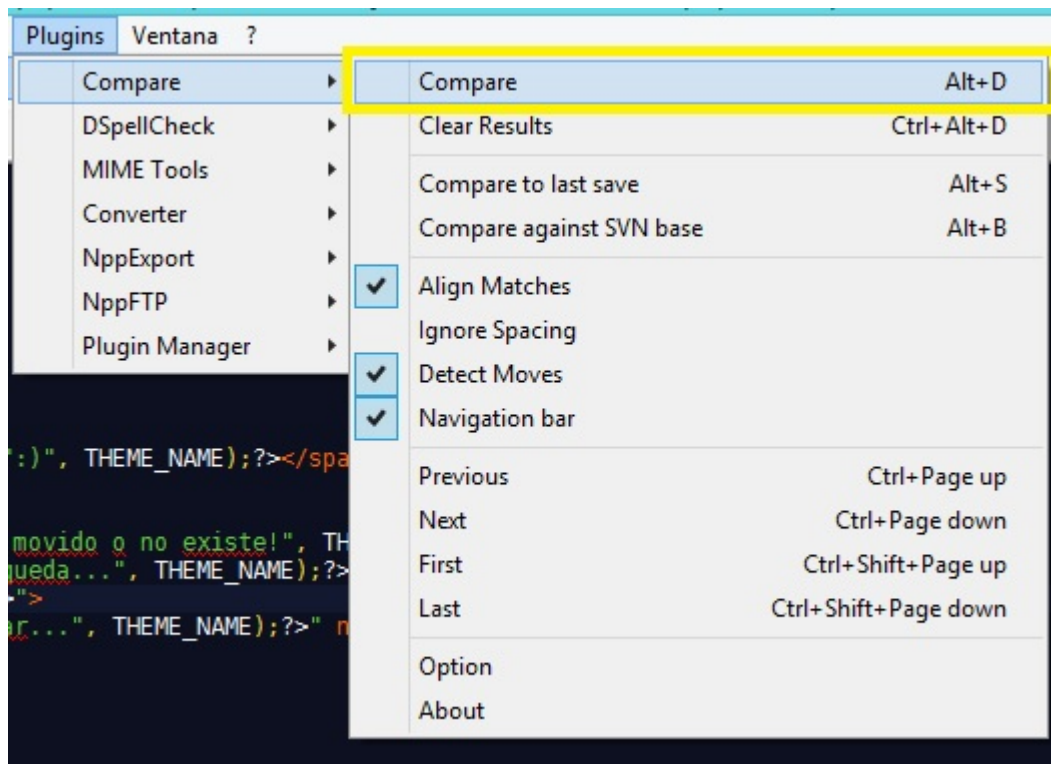 Plugins Ventana ?
Compare
DSpellCheck
MIME Tools
Converter
NppExport
NppFTP
Plugin Manager
Compare Alt+D
Clear Results Ctrl+Alt+D
Compare to last save Alt+S
Compare against SVN base Alt+B
Align Matches
Ignore Spacing
Detect Moves
Navigation bar
Previous Ctrl+Page up
Next Ctrl+Page down
First Ctrl+Shift+Page up
Last Ctrl+Shift+Page down
Option
About
":)", THEME_NAME);?></spa
movido o no existe!", TH
queda...", THEME_NAME);?>
">
ar...", THEME_NAME);?>" n